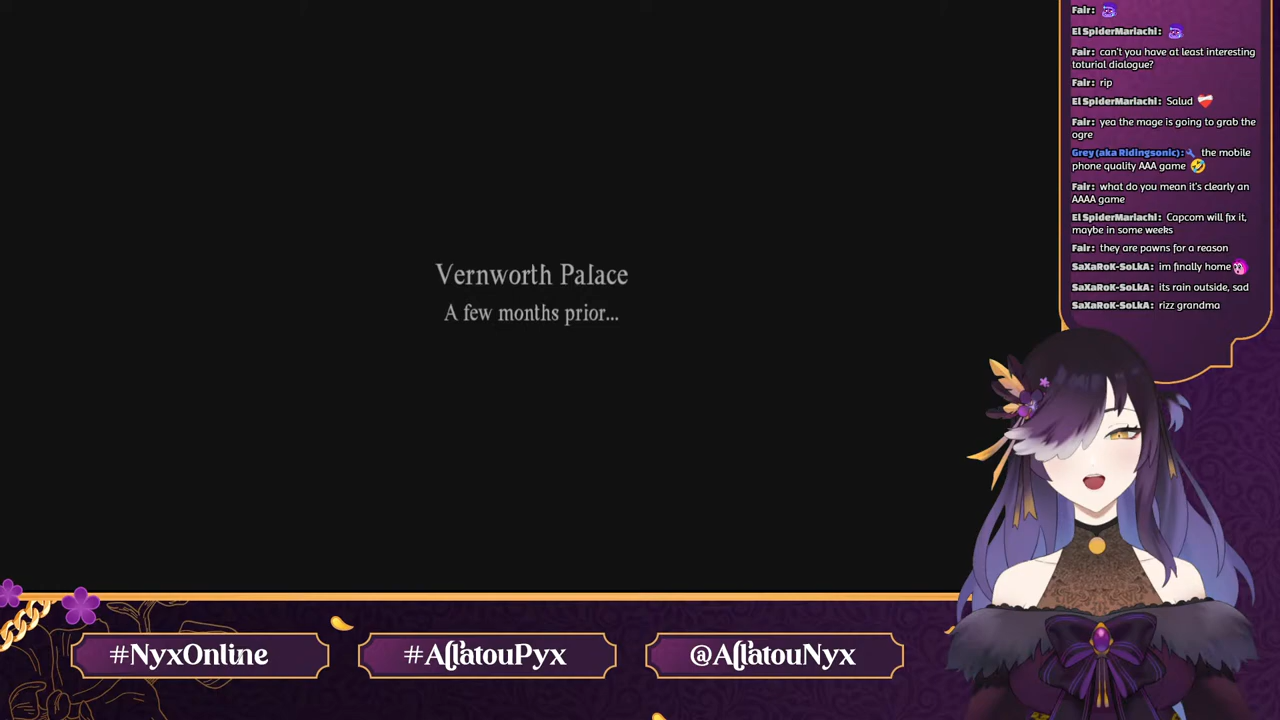 Vernworth Palace
A few months prior...
Fair:
El SpiderMariachi:
Fair: can't you have at least interesting
toturial dialogue?
Fair: rip
El SpiderMariachi: Salud
Fair: yea the mage is going to grab the
ogre
Grey (aka Ridingsonic): the mobile
phone quality AAA game
Fair: what do you mean it's clearly an
AAAA game
El SpiderMariachi: Capcom will fix it,
maybe in some weeks
Fair: they are pawns for a reason
SaXaRoK-SoLkA: im finally home
SaXaRoK-SoLkA: its rain outside, sad
SaXaRoK-SoLkA: rizz grandma
#NyxOnline
#AllatouPyx
@AllatouNyx